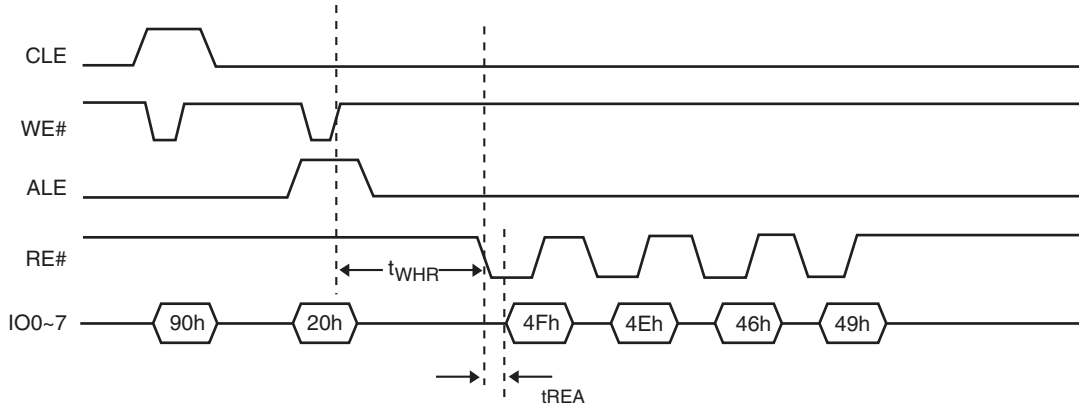 CLE
WE#
ALE
RE#
tWHR
IO0~7 90h 20h 4Fh 4Eh 46h 49h
tREA